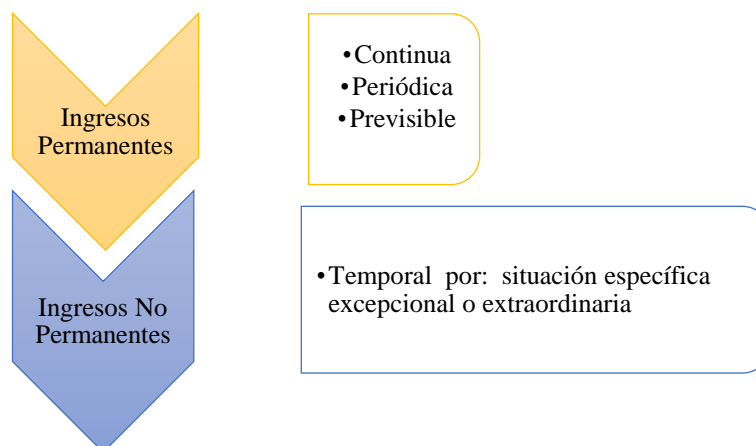 Ingresos
Permanentes
•Continua
•Periódica
•Previsible
Ingresos No
Permanentes
•Temporal por: situación específica
excepcional o extraordinaria